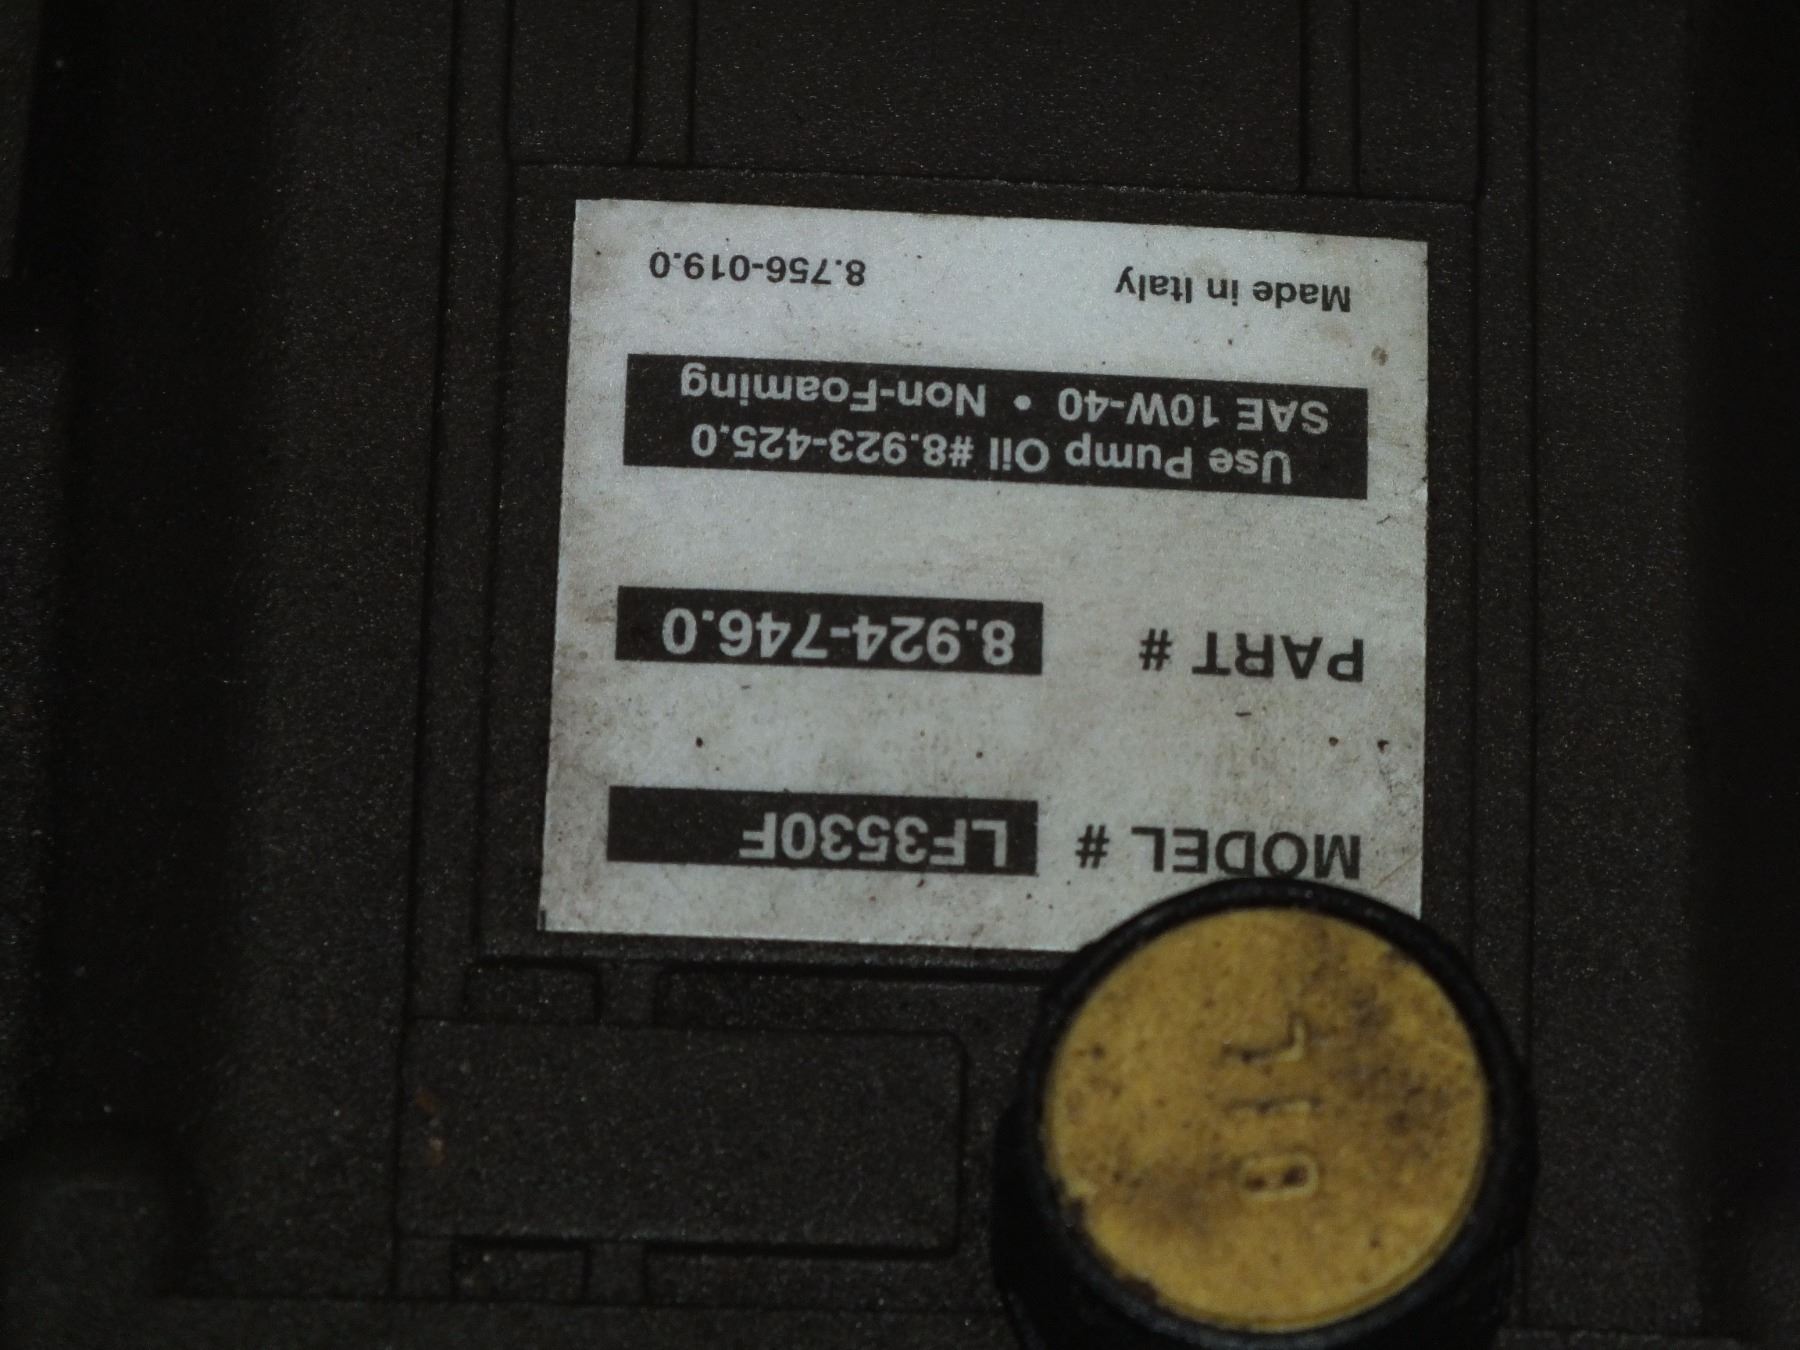 MODEL # LF3530F
PART # 8.924-746.0
Use Pump Oil #8.923-425.0
SAE 10W-40 • Non-Foaming
Made in Italy 8.756-019.0
OIL